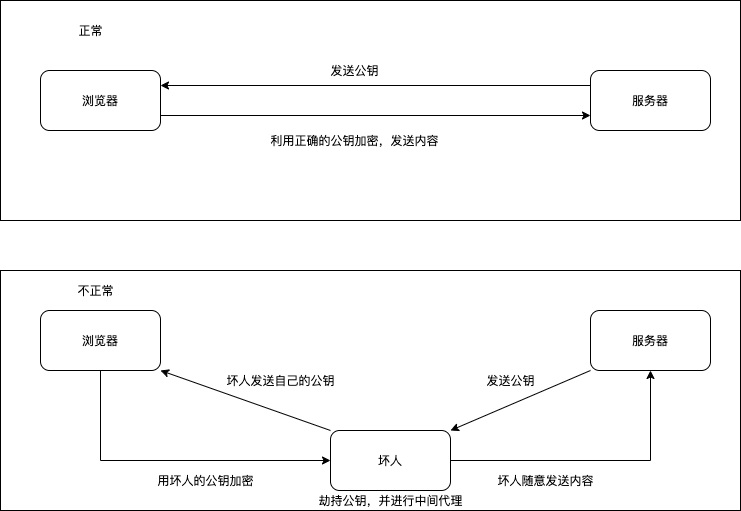 正常
发送公钥
浏览器
服务器
利用正确的公钥加密，发送内容
不正常
浏览器
服务器
坏人发送自己的公钥
发送公钥
坏人
用坏人的公钥加密
坏人随意发送内容
劫持公钥，并进行中间代理